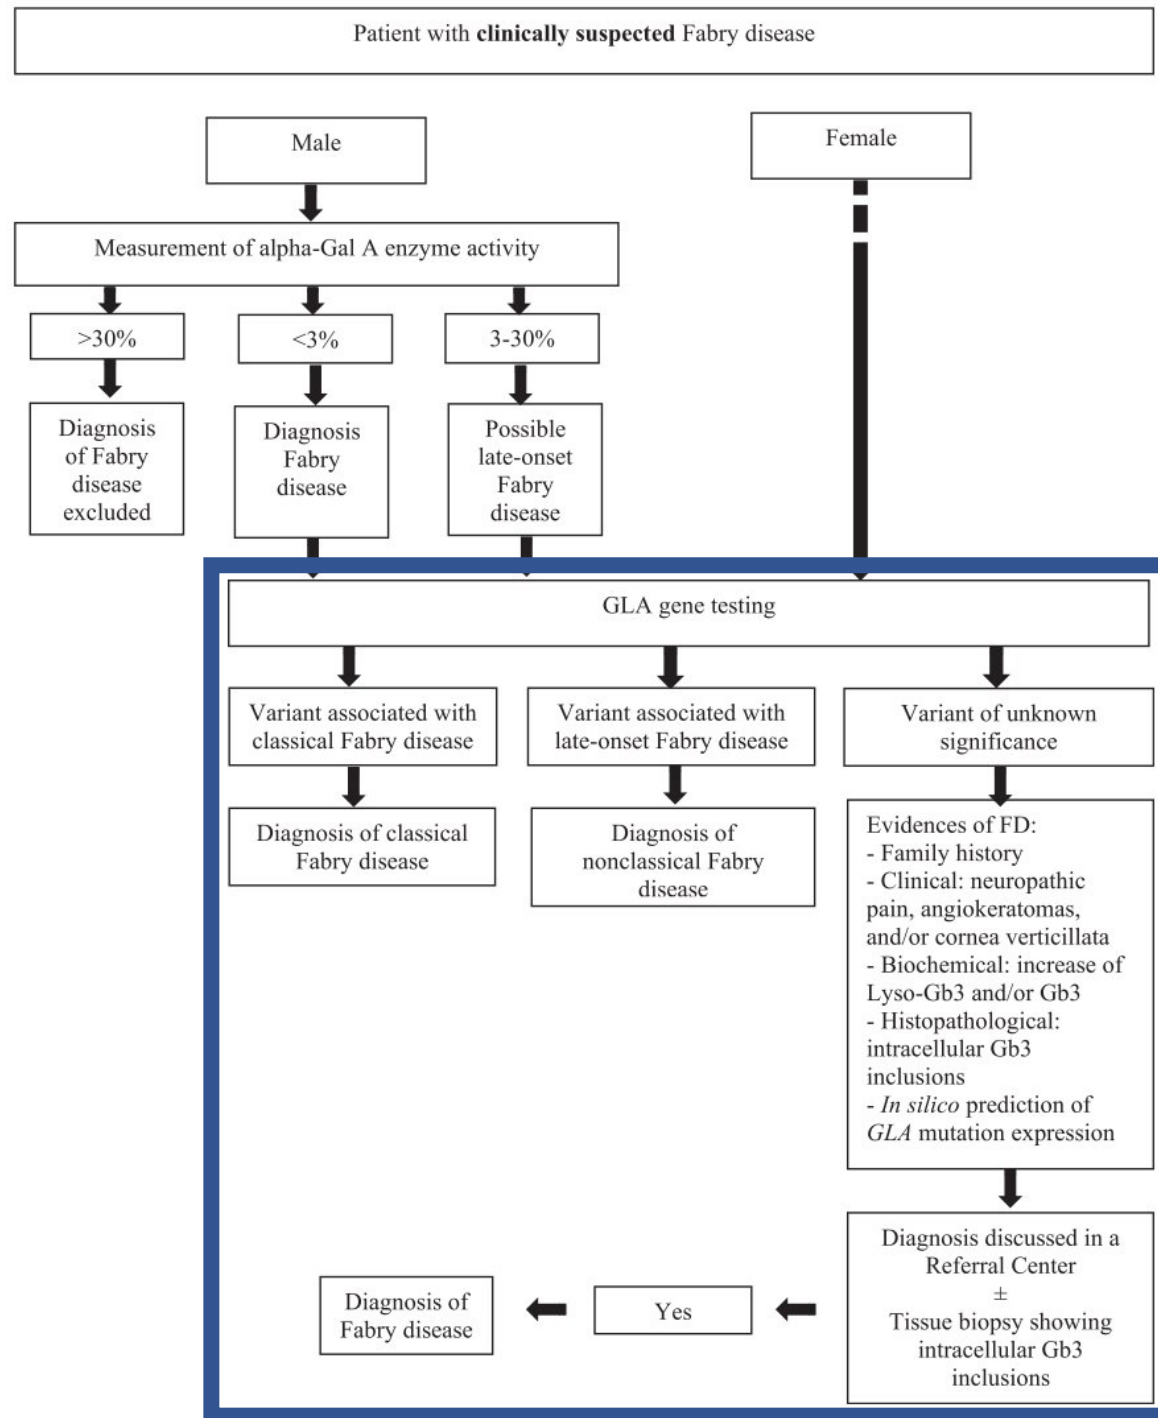 Patient with clinically suspected Fabry disease
Male
Female
Measurement of alpha-Gal A enzyme activity
>30%
<3%
3-30%
Diagnosis
of Fabry
disease
excluded
Diagnosis
Fabry
disease
Possible
late-onset
Fabry
disease
GLA gene testing
Variant associated with
classical Fabry disease
Variant associated with
late-onset Fabry disease
Variant of unknown
significance
Diagnosis of classical
Fabry disease
Diagnosis of
nonclassical Fabry
disease
Evidences of FD:
- Family history
- Clinical: neuropathic
pain, angiokeratomas,
and/or cornea verticillata
- Biochemical: increase of
Lyso-Gb3 and/or Gb3
- Histopathological:
intracellular Gb3
inclusions
- In silico prediction of
GLA mutation expression
Diagnosis discussed in a
Referral Center
±
Tissue biopsy showing
intracellular Gb3
inclusions
Yes
Diagnosis of
Fabry disease